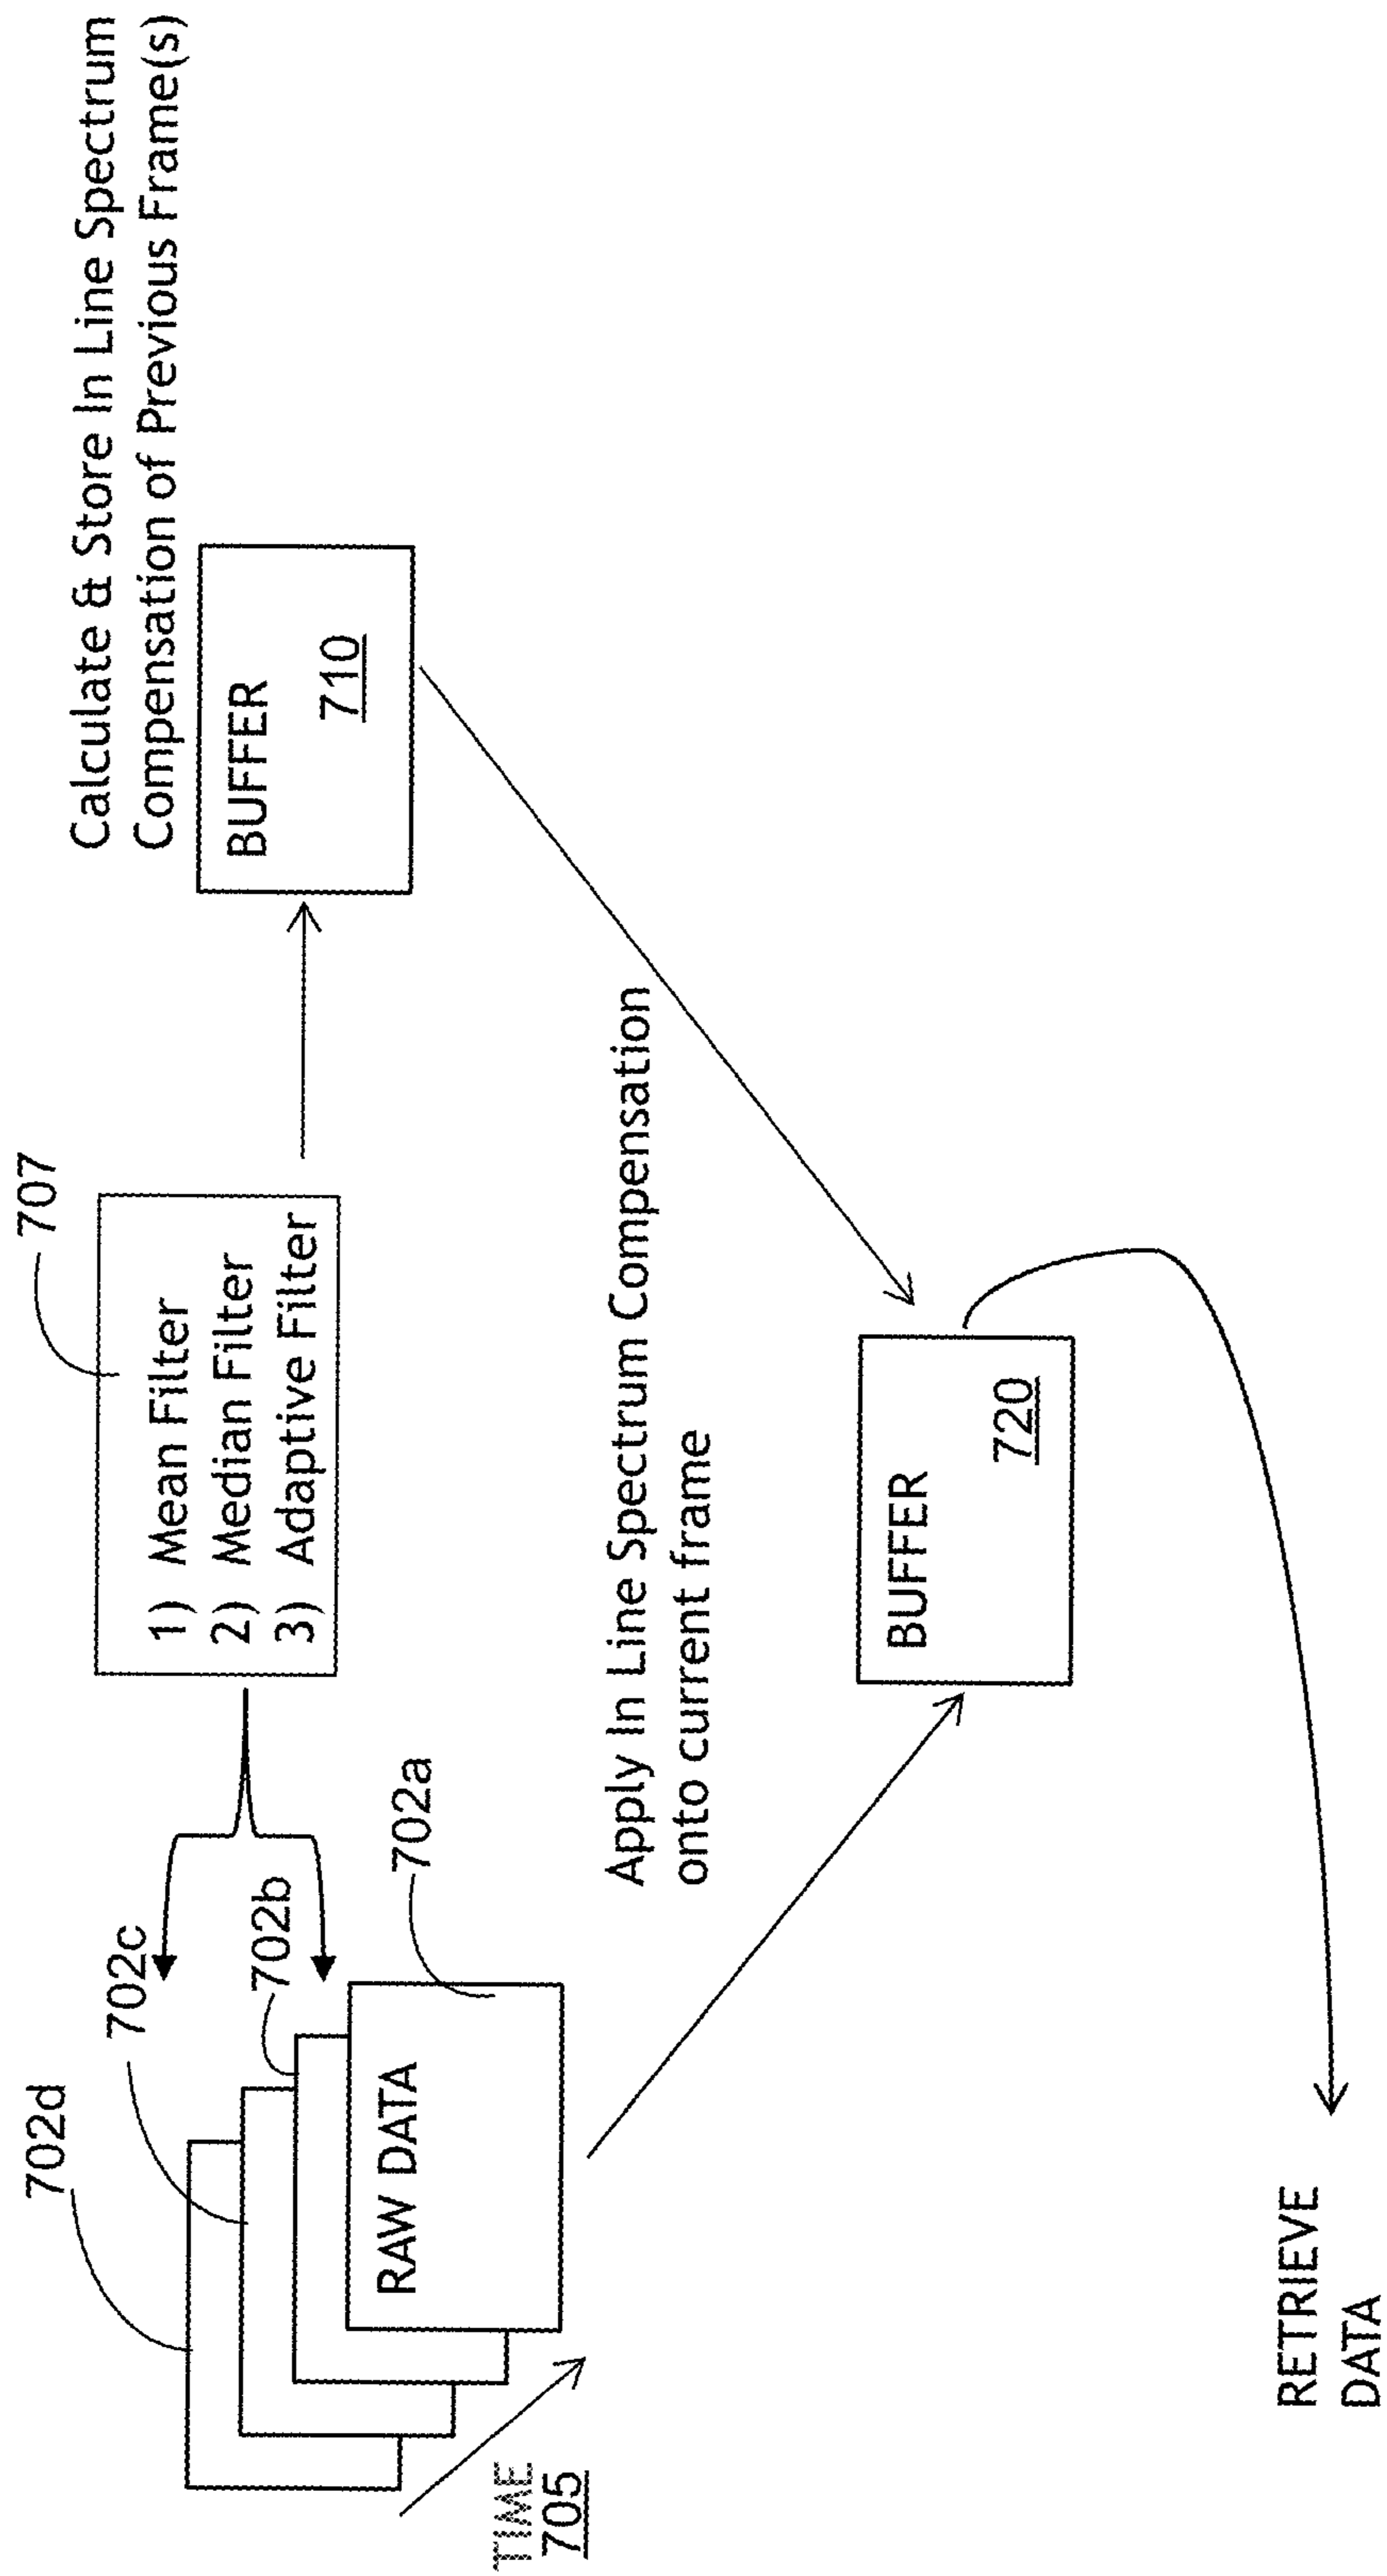 Calculate & Store In Line Spectrum
Compensation of Previous Frame(s)
707
1) Mean Filter
2) Median Filter
3) Adaptive Filter
BUFFER
710
702d
702c
702b
702a
RAW DATA
TIME
705
Apply In Line Spectrum Compensation
onto current frame
BUFFER
720
RETRIEVE
DATA